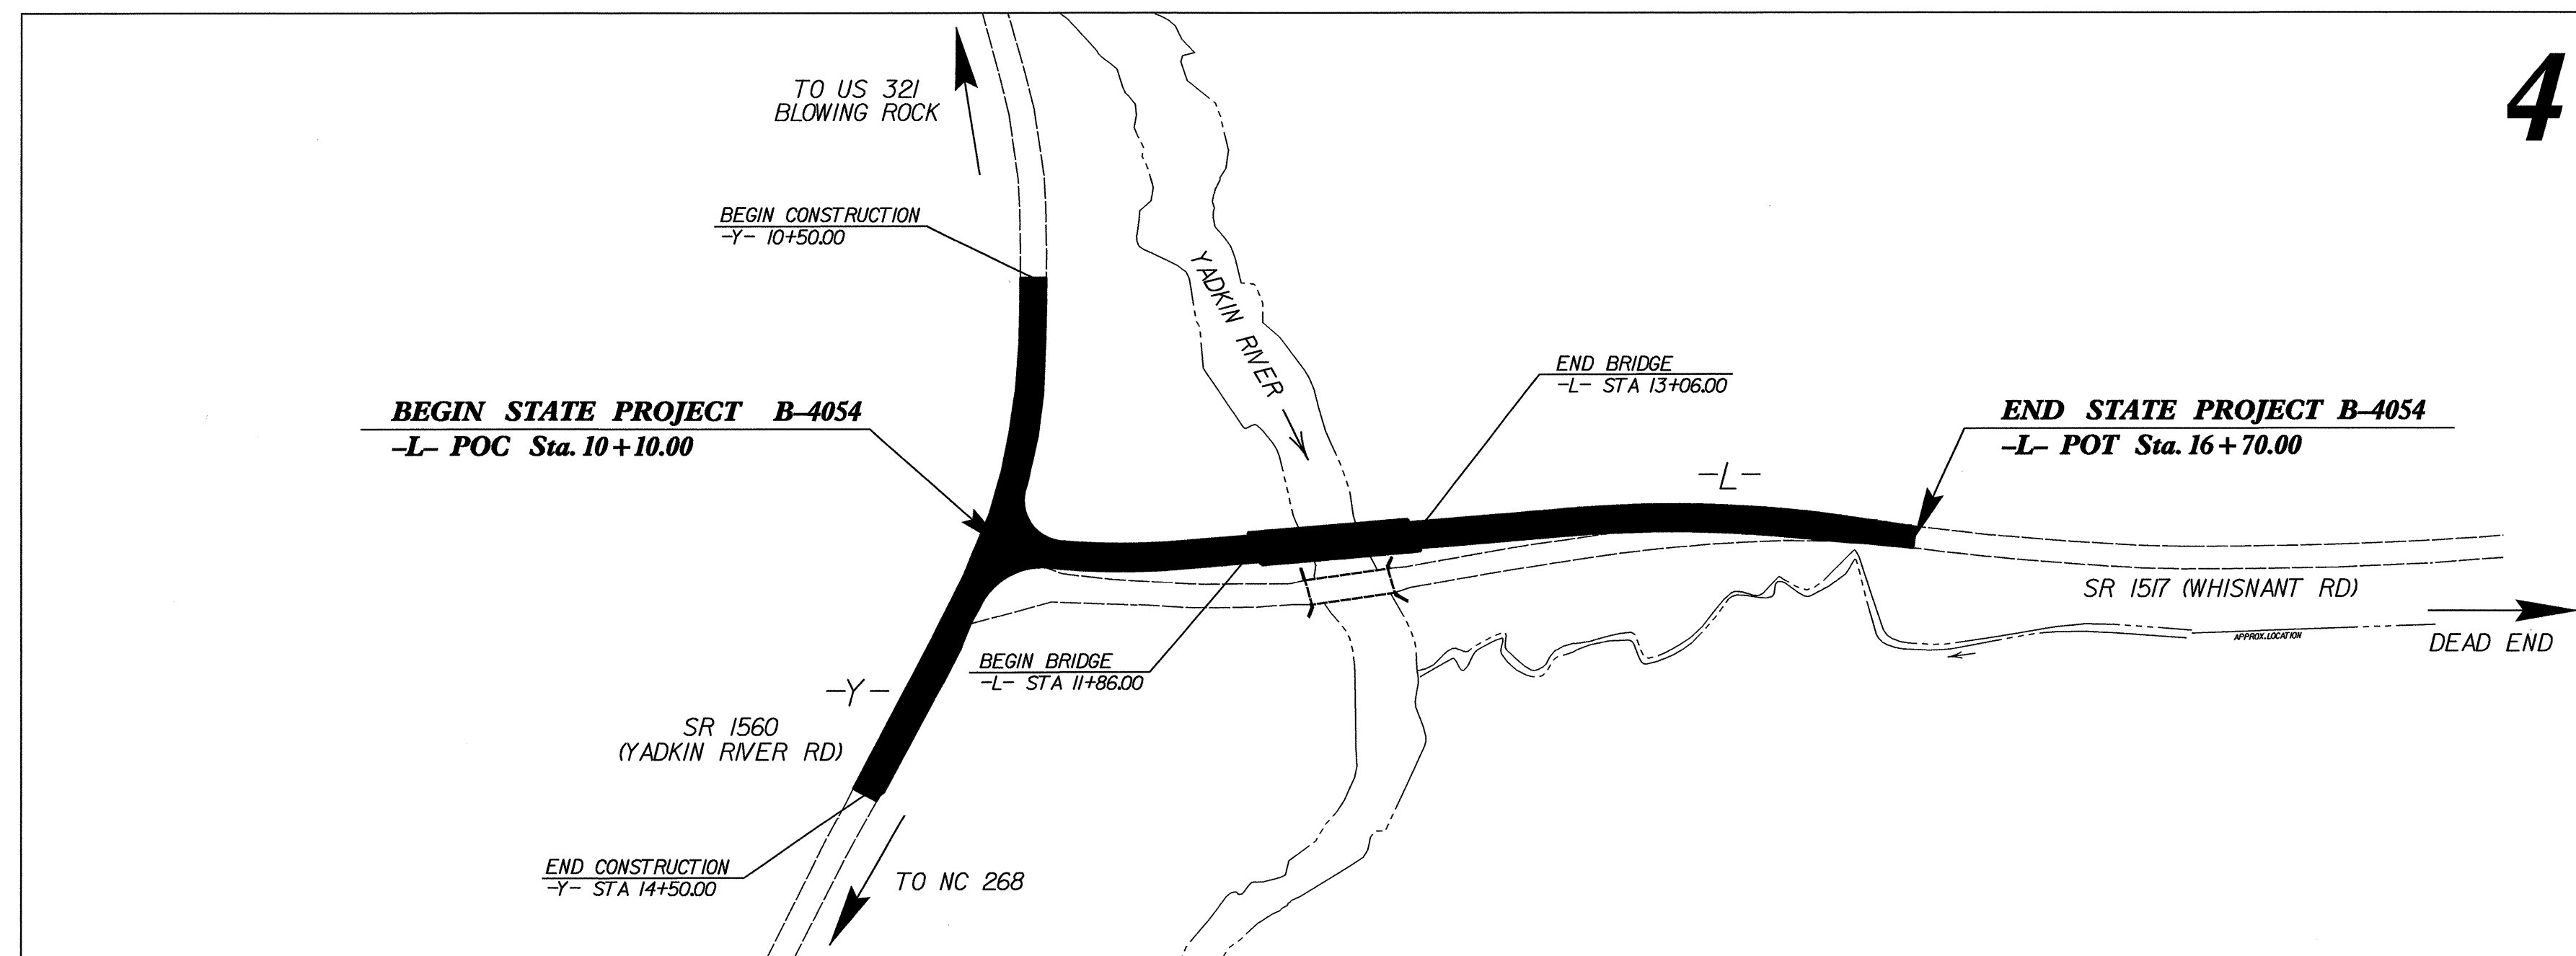 4
TO US 321
BLOWING ROCK
BEGIN CONSTRUCTION
-Y- 10+50.00
YADKIN RIVER
END BRIDGE
-L- STA 13+06.00
BEGIN STATE PROJECT B-4054
-L- POC Sta. 10+10.00
END STATE PROJECT B-4054
-L- POT Sta. 16+70.00
-L-
SR 1517 (WHISNANT RD)
APPROX. LOCATION
DEAD END
BEGIN BRIDGE
-L- STA 11+86.00
-Y-
SR 1560
(YADKIN RIVER RD)
END CONSTRUCTION
-Y- STA 14+50.00
TO NC 268